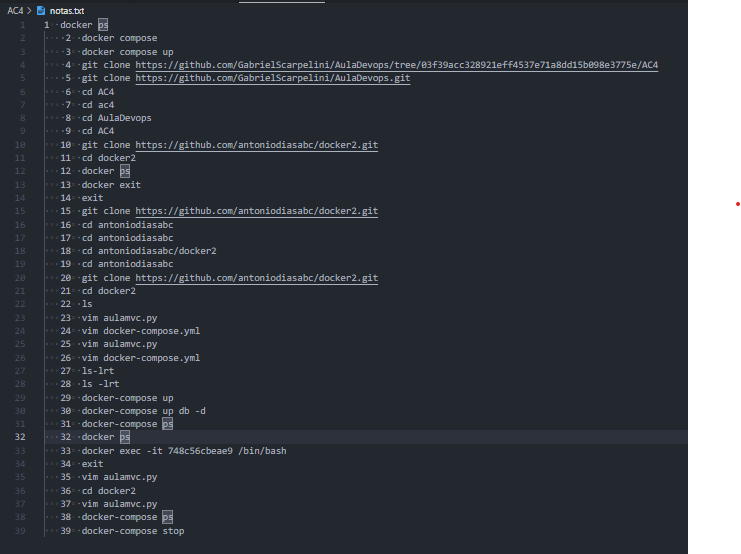 AC4 > notas.txt
1 1 docker ps
2 2 docker compose
3 3 docker compose up
4 4 git clone https://github.com/GabrielScarpelini/AulaDevops/tree/03f39acc328921eff4537e71a8dd15b098e3775e/AC4
5 5 git clone https://github.com/GabrielScarpelini/AulaDevops.git
6 6 cd AC4
7 7 cd ac4
8 8 cd AulaDevops
9 9 cd AC4
10 10 git clone https://github.com/antoniodiasabc/docker2.git
11 11 cd docker2
12 12 docker ps
13 13 docker exit
14 14 exit
15 15 git clone https://github.com/antoniodiasabc/docker2.git
16 16 cd antoniodiasabc
17 17 cd antoniodiasabc
18 18 cd antoniodiasabc/docker2
19 19 cd antoniodiasabc
20 20 git clone https://github.com/antoniodiasabc/docker2.git
21 21 cd docker2
22 22 ls
23 23 vim aulamvc.py
24 24 vim docker-compose.yml
25 25 vim aulamvc.py
26 26 vim docker-compose.yml
27 27 ls-lrt
28 28 ls -lrt
29 29 docker-compose up
30 30 docker-compose up db -d
31 31 docker-compose ps
32 32 docker ps
33 33 docker exec -it 748c56cbeae9 /bin/bash
34 34 exit
35 35 vim aulamvc.py
36 36 cd docker2
37 37 vim aulamvc.py
38 38 docker-compose ps
39 39 docker-compose stop